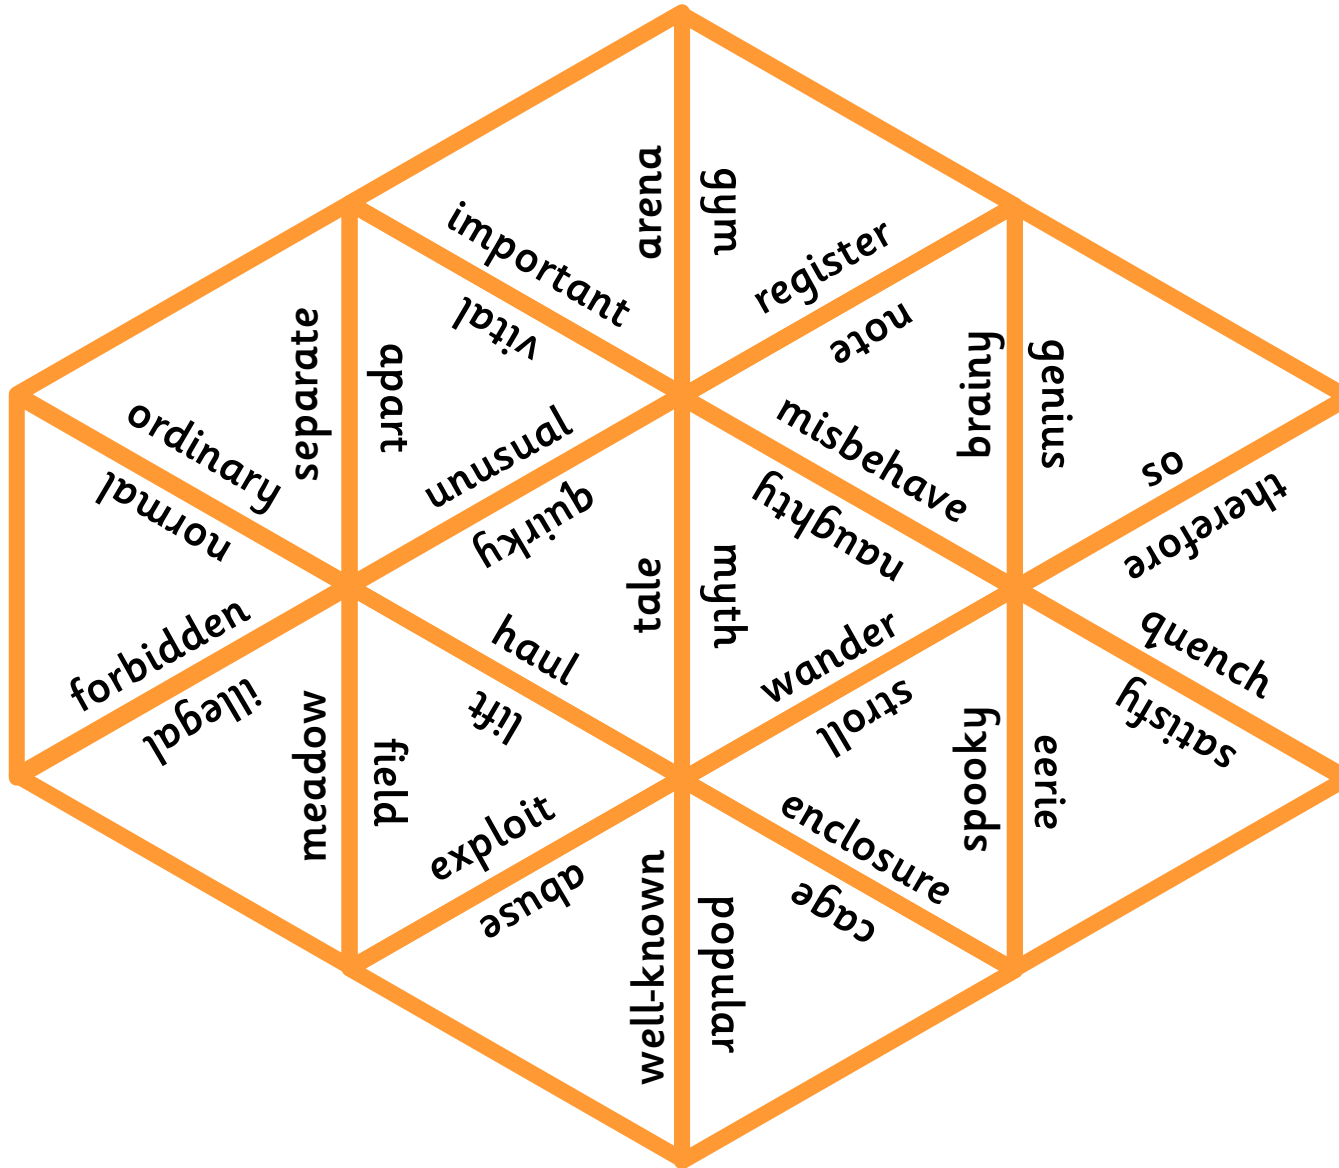 arena
gym
important
register
vital
note
separate
apart
brainy
genius
ordinary
unusual
misbehave
so
normal
quirky
naughty
therefore
tale
myth
forbidden
haul
wander
quench
illegal
lift
stroll
satisfy
meadow
field
spooky
eerie
exploit
enclosure
abuse
cage
well-known
popular